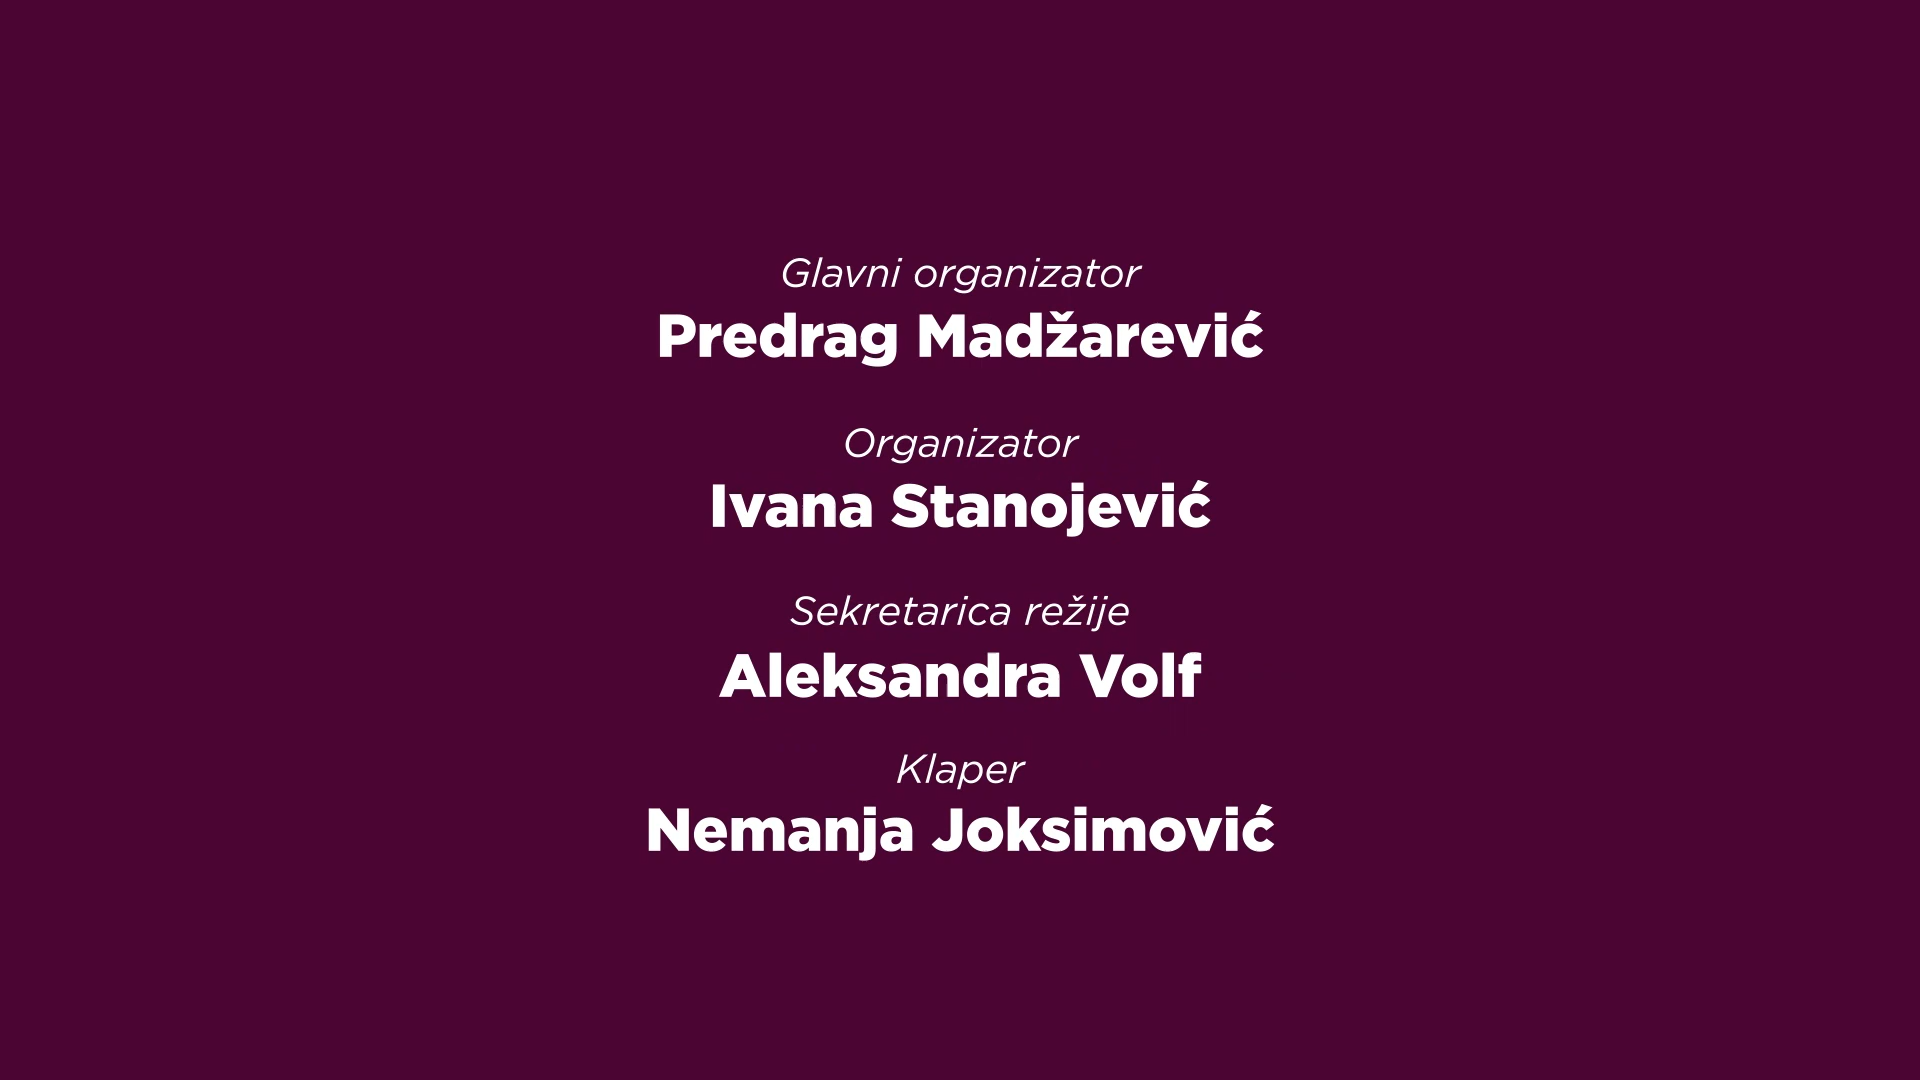 Glavni organizator
Predrag Madžarević
Organizator
Ivana Stanojević
Sekretarica režije
Aleksandra Volf
Klaper
Nemanja Joksimović